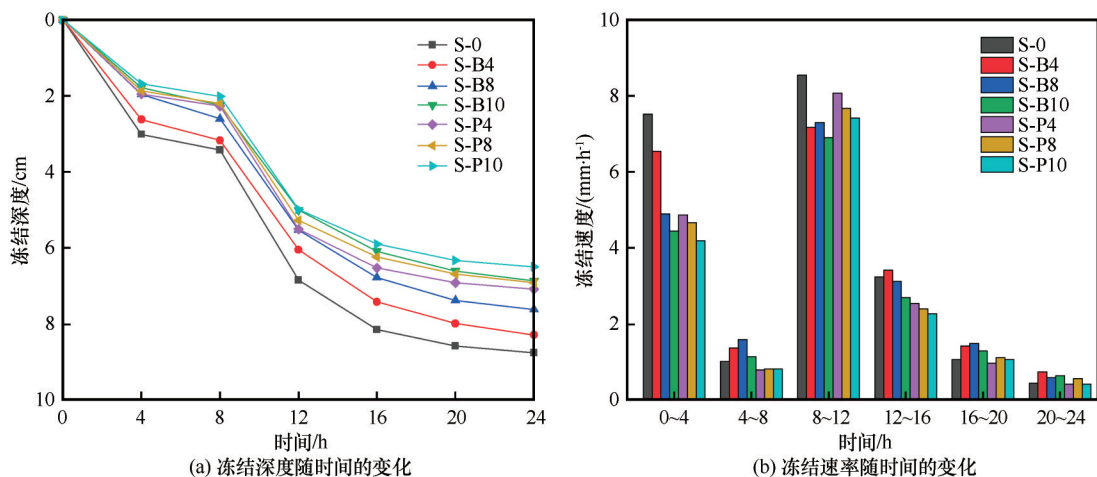 0
2
4
6
8
10
冻结深度/cm
S-0
S-B4
S-B8
S-B10
S-P4
S-P8
S-P10
0
4
8
12
16
20
24
时间/h
(a) 冻结深度随时间的变化
10
8
6
4
2
0
冻结速度/(mm·h⁻¹)
S-0
S-B4
S-B8
S-B10
S-P4
S-P8
S-P10
0~4
4~8
8~12
12~16
16~20
20~24
时间/h
(b) 冻结速率随时间的变化